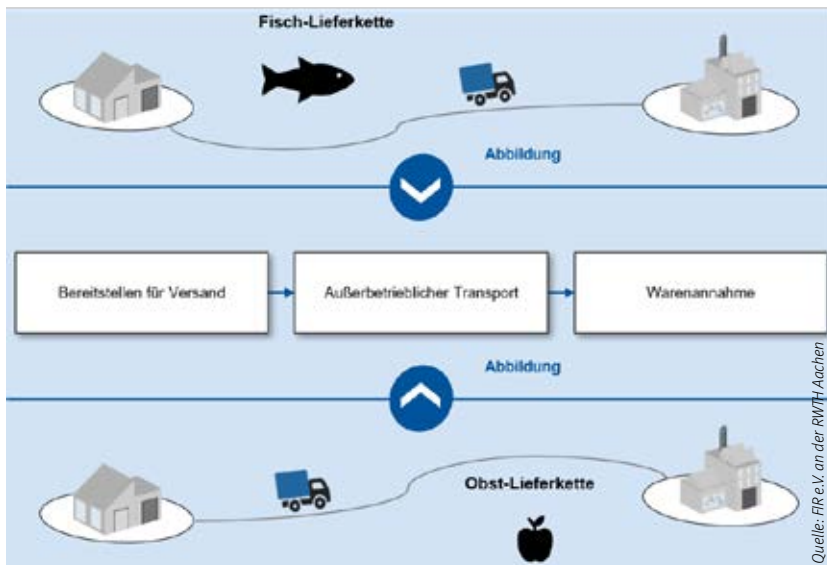 Fisch-Lieferkette
Abbildung
Bereitstellen für Versand
Außerbetrieblicher Transport
Warenannahme
Abbildung
Obst-Lieferkette
Quelle: FIR e.V. an der RWTH Aachen